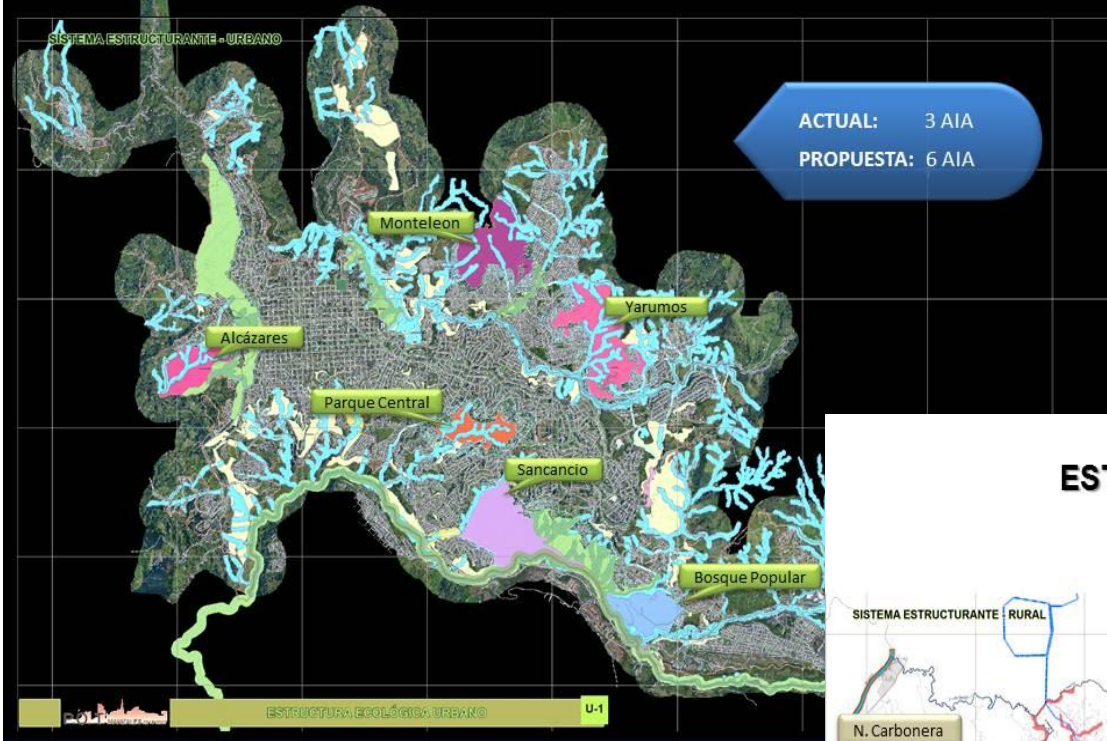 SISTEMA ESTRUCTURANTE - URBANO
ACTUAL: 3 AIA
PROPUESTA: 6 AIA
Monteleon
Yarumos
Alcázares
Parque Central
Sancancio
Bosque Popular
EST
SISTEMA ESTRUCTURANTE - RURAL
N. Carbonera
ESTRUCTURA ECOLÓGICA URBANO
U-1